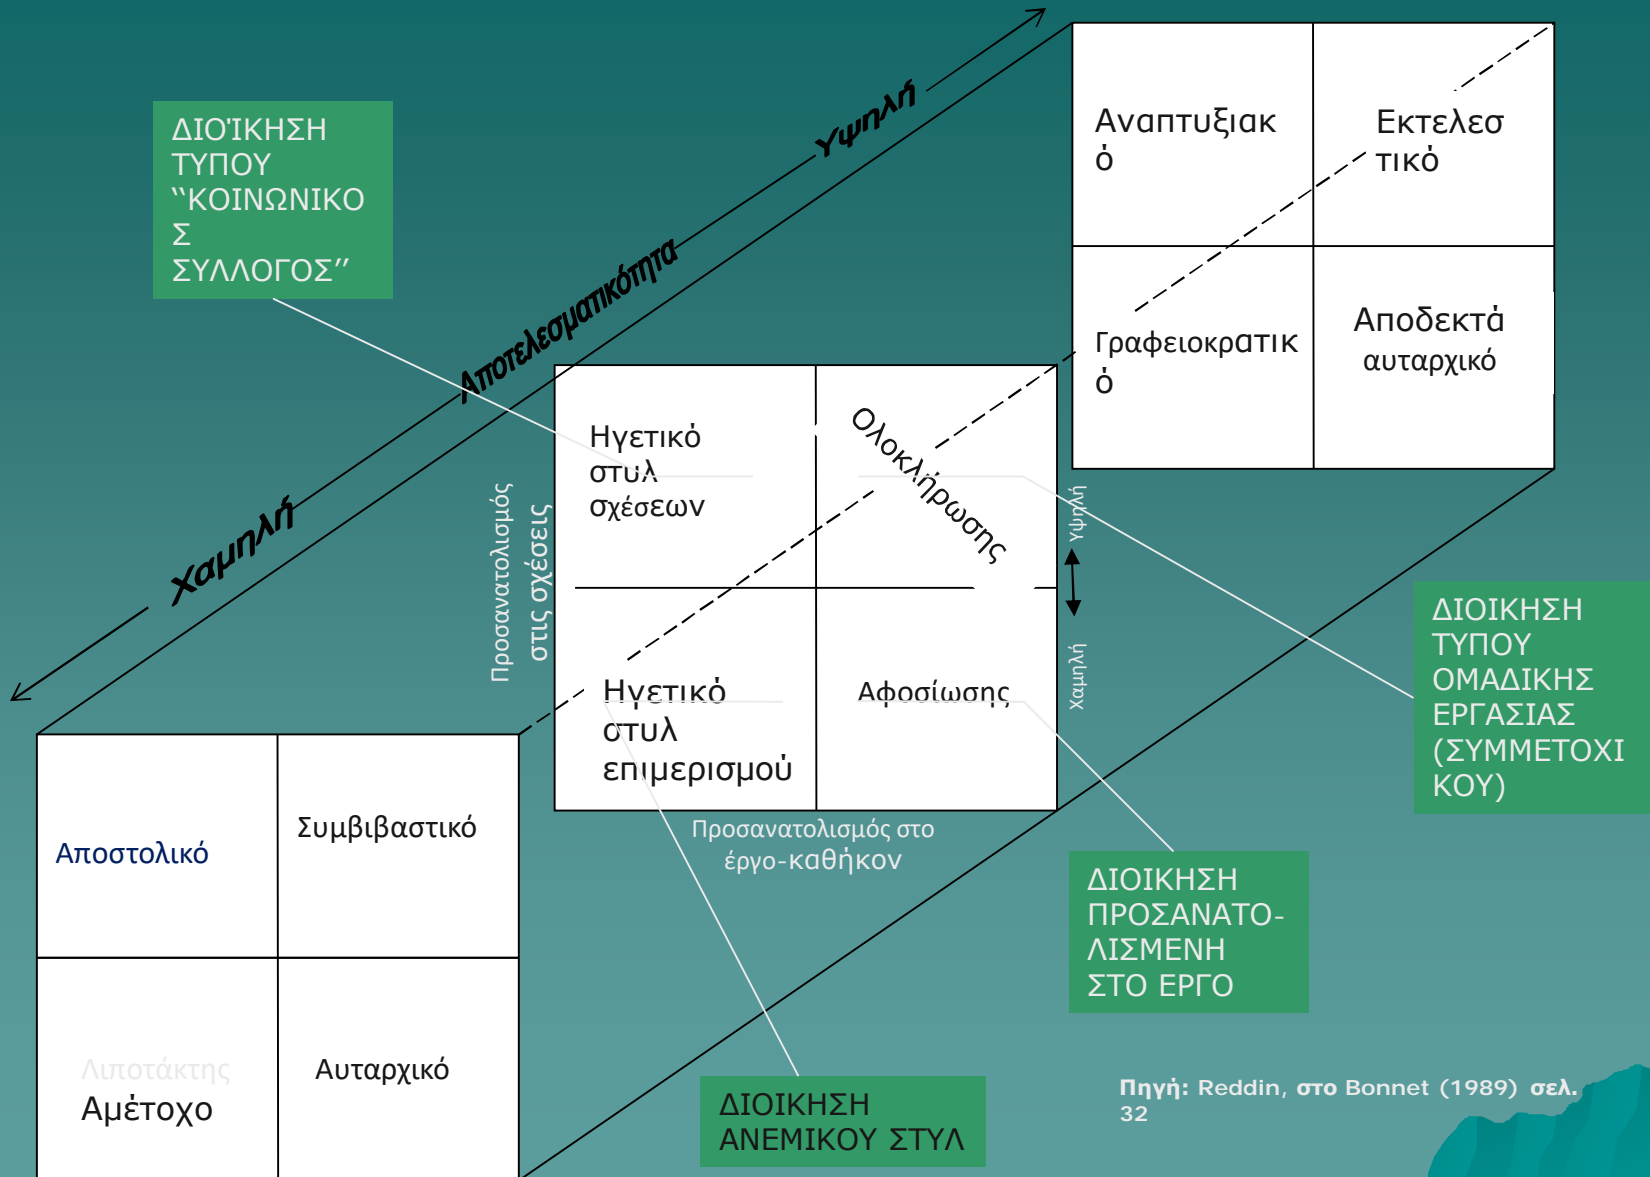 ΔΙΟΪΚΗΣΗ
ΤΥΠΟΥ
“ΚΟΙΝΩΝΙΚΟ
Σ
ΣΥΛΛΟΓΟΣ”
Υψηλή
Αποτελεσματικότητα
Χαμηλή
Αναπτυξιακ
ό
Εκτελεσ
τικό
Γραφειοκρατικ
ό
Αποδεκτά
αυταρχικό
Ηγετικό
στυλ
σχέσεων
Ολοκλήρωσης
Προσανατολισμός
στις σχέσεις
Υψηλή
Χαμηλή
Ηγετικό
στυλ
επιμερισμού
Αφοσίωσης
Προσανατολισμός στο
έργο-καθήκον
ΔΙΟΙΚΗΣΗ
ΤΥΠΟΥ
ΟΜΑΔΙΚΗΣ
ΕΡΓΑΣΙΑΣ
(ΣΥΜΜΕΤΟΧΙ
ΚΟΥ)
Αποστολικό
Συμβιβαστικό
Λιποτάκτης
Αμέτοχο
Αυταρχικό
ΔΙΟΙΚΗΣΗ
ΠΡΟΣΑΝΑΤΟ-
ΛΙΣΜΕΝΗ
ΣΤΟ ΕΡΓΟ
ΔΙΟΙΚΗΣΗ
ΑΝΕΜΙΚΟΥ ΣΤΥΛ
Πηγή: Reddin, στο Bonnet (1989) σελ.
32